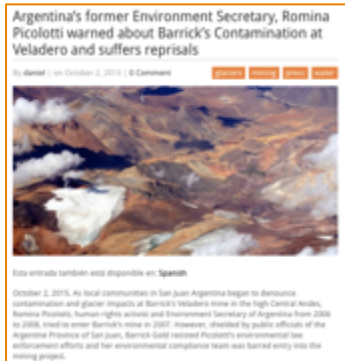 Argentina's former Environment Secretary, Romina
Picolotti warned about Barrick's Contamination at
Veladero and suffers reprisals
By daniel | on October 2, 2015 | 0 Comment
glaciers mining press water
Esta entrada también está disponible en: Spanish
October 2, 2015, As local communities in San Juan Argentina began to denounce
contamination and glacier impacts at Barrick's Veladero mine in the high Central Andes,
Romina Picolotti, human rights activist and Environment Secretary of Argentina from 2006
to 2008, tried to enter Barrick's mine in 2007. However, shielded by public officials of the
Argentine Province of San Juan, Barrick Gold resisted Picolotti's environmental law
enforcement efforts and her environmental compliance team was barred entry into the
mining project.